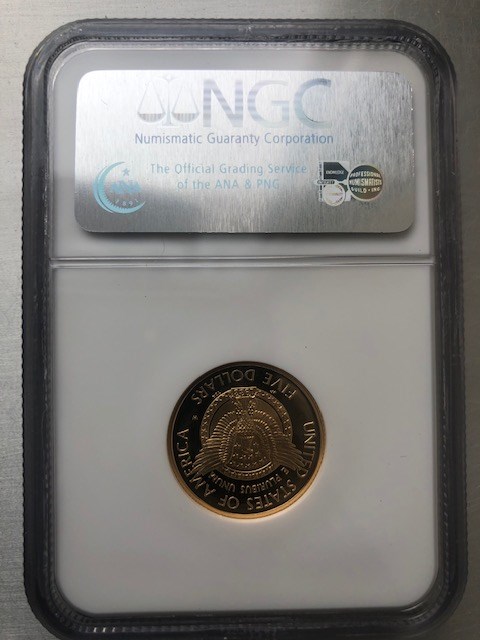 NGC
Numismatic Guaranty Corporation
The Official Grading Service
of the ANA & PNG
PROFESSIONAL
NUMISMATISTS
GUILD · INC
UNITED STATES OF AMERICA
FIVE DOLLARS
E PLURIBUS UNUM